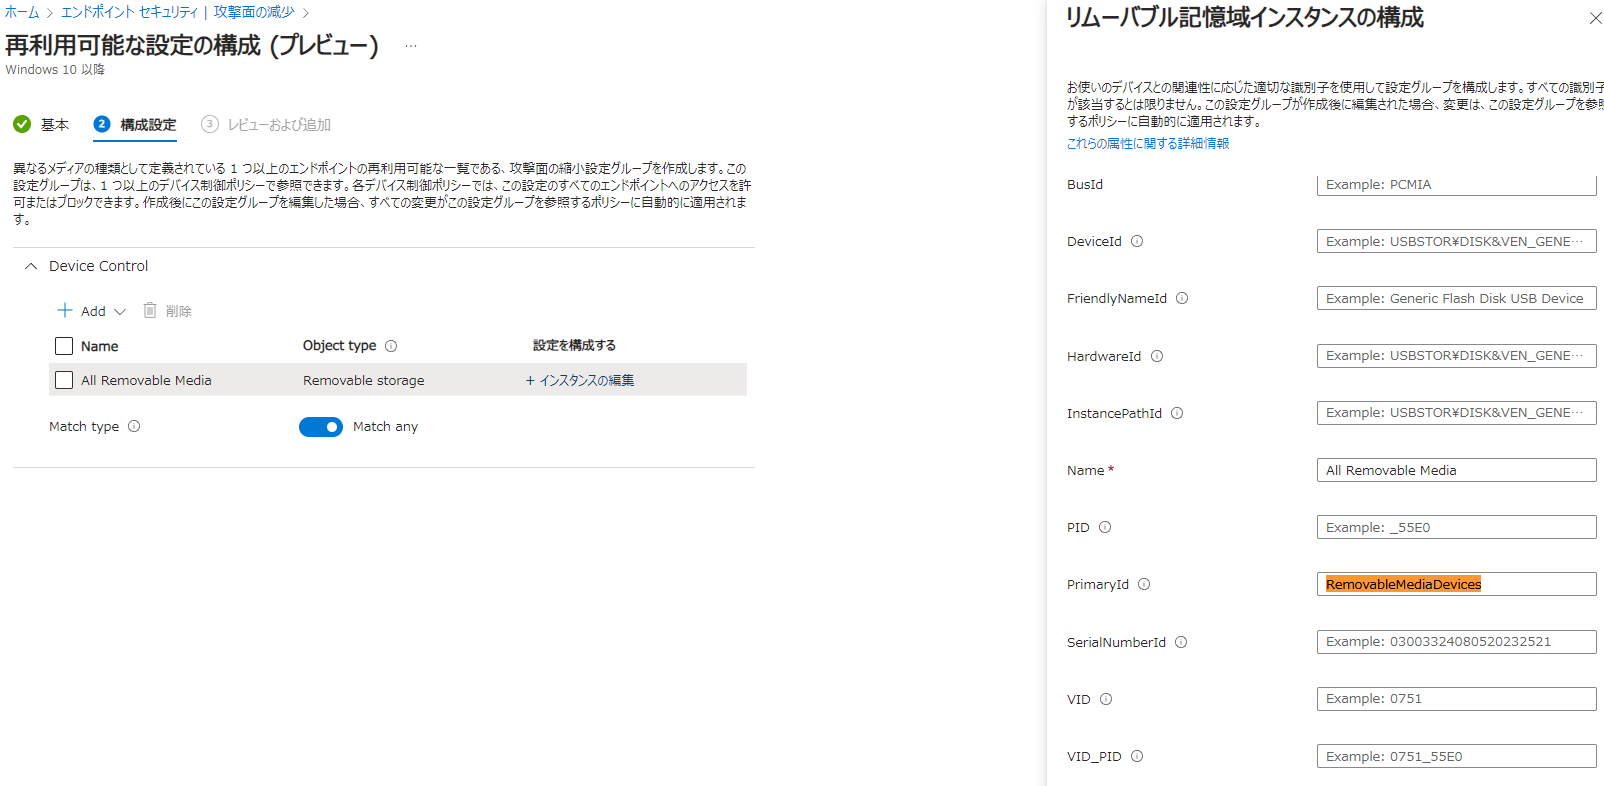 ホーム > エンドポイント セキュリティ | 攻撃面の減少 >
再利用可能な設定の構成 (プレビュー) ...
Windows 10 以降
基本
2 構成設定
3 レビューおよび追加
異なるメディアの種類として定義されている 1 つ以上のエンドポイントの再利用可能な一覧である、攻撃面の縮小設定グループを作成します。この
設定グループは、1 つ以上のデバイス制御ポリシーで参照できます。各デバイス制御ポリシーでは、この設定のすべてのエンドポイントへのアクセスを許
可またはブロックできます。作成後にこの設定グループを編集した場合、すべての変更がこの設定グループを参照するポリシーに自動的に適用されま
す。
Device Control
+ Add 削除
Name Object type 設定を構成する
All Removable Media Removable storage + インスタンスの編集
Match type Match any
リムーバブル記憶域インスタンスの構成
お使いのデバイスとの関連性に応じた適切な識別子を使用して設定グループを構成します。すべての識別子
が該当するとは限りません。この設定グループが作成後に編集された場合、変更は、この設定グループを参照
するポリシーに自動的に適用されます。
これらの属性に関する詳細情報
BusId Example: PCMIA
DeviceId Example: USBSTOR¥DISK&VEN_GENE...
FriendlyNameId Example: Generic Flash Disk USB Device
HardwareId Example: USBSTOR¥DISK&VEN_GENE...
InstancePathId Example: USBSTOR¥DISK&VEN_GENE...
Name * All Removable Media
PID Example: _55E0
PrimaryId RemovableMediaDevices
SerialNumberId Example: 03003324080520232521
VID Example: 0751
VID_PID Example: 0751_55E0